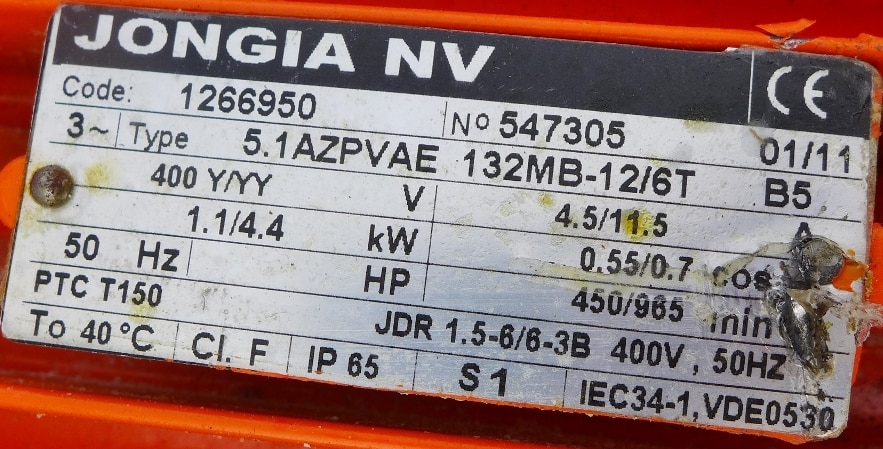 JONGIA NV CE
Code: 1266950 Nº 547305 01/11
3~ Type 5.1AZPVAE 132MB-12/6T B5
400 Y/YY V 4.5/11.5 A
1.1/4.4 kW 0.55/0.7 cos
50 Hz HP 450/965 min
PTC T150 JDR 1.5-6/6-3B 400V, 50HZ
To 40 °C Cl. F IP 65 S 1 IEC34-1,VDE0530